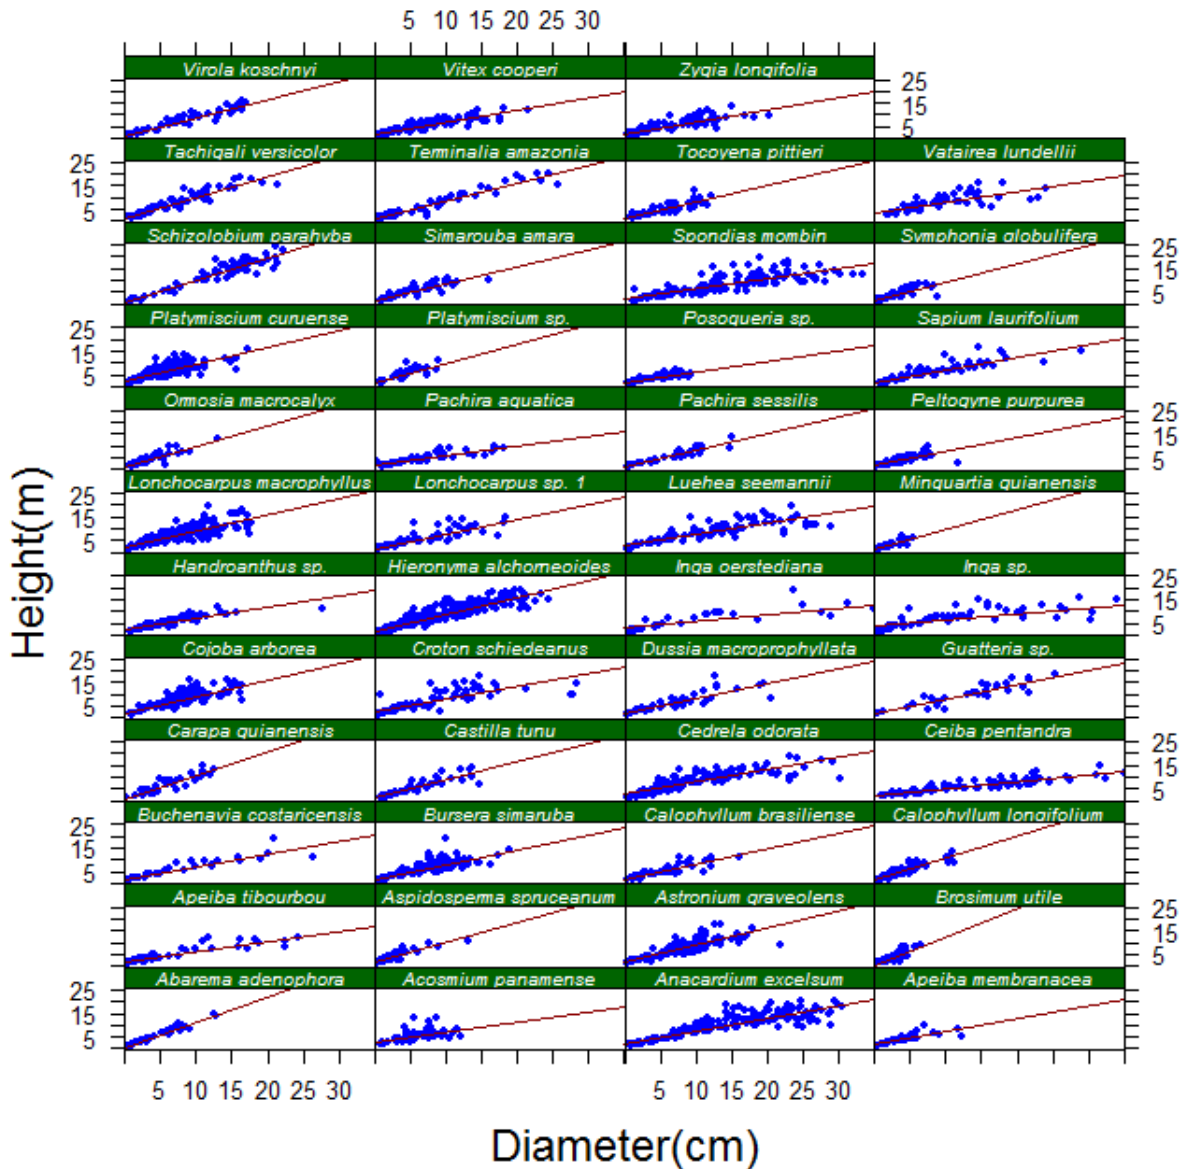 5 10 15 20 25 30
Virola koschnyi Vitex cooperi Zygia longifolia
25
15
5
Tachigali versicolor Terminalia amazonia Tocoyena pittieri Vatairea lundellii
25
15
5
Schizolobium parahyba Simarouba amara Spondias mombin Symphonia globulifera
25
15
5
Platymiscium curuense Platymiscium sp. Posoqueria sp. Sapium laurifolium
25
15
5
Ormosia macrocalyx Pachira aquatica Pachira sessilis Peltogyne purpurea
25
15
5
Lonchocarpus macrophyllus Lonchocarpus sp. 1 Luehea seemannii Minquartia guianensis
25
15
5
Handroanthus sp. Hieronyma alchorneoides Inga oerstediana Inga sp.
25
15
5
Cojoba arborea Croton schiedeanus Dussia macroprophyllata Guatteria sp.
25
15
5
Carapa guianensis Castilla tunu Cedrela odorata Ceiba pentandra
25
15
5
Buchenavia costaricensis Bursera simaruba Calophyllum brasiliense Calophyllum longifolium
25
15
5
Apeiba tibourbou Aspidosperma spruceanum Astronium graveolens Brosimum utile
25
15
5
Abarema adenophora Acosmium panamense Anacardium excelsum Apeiba membranacea
25
15
5
5 10 15 20 25 30 5 10 15 20 25 30
Height(m)
Diameter(cm)